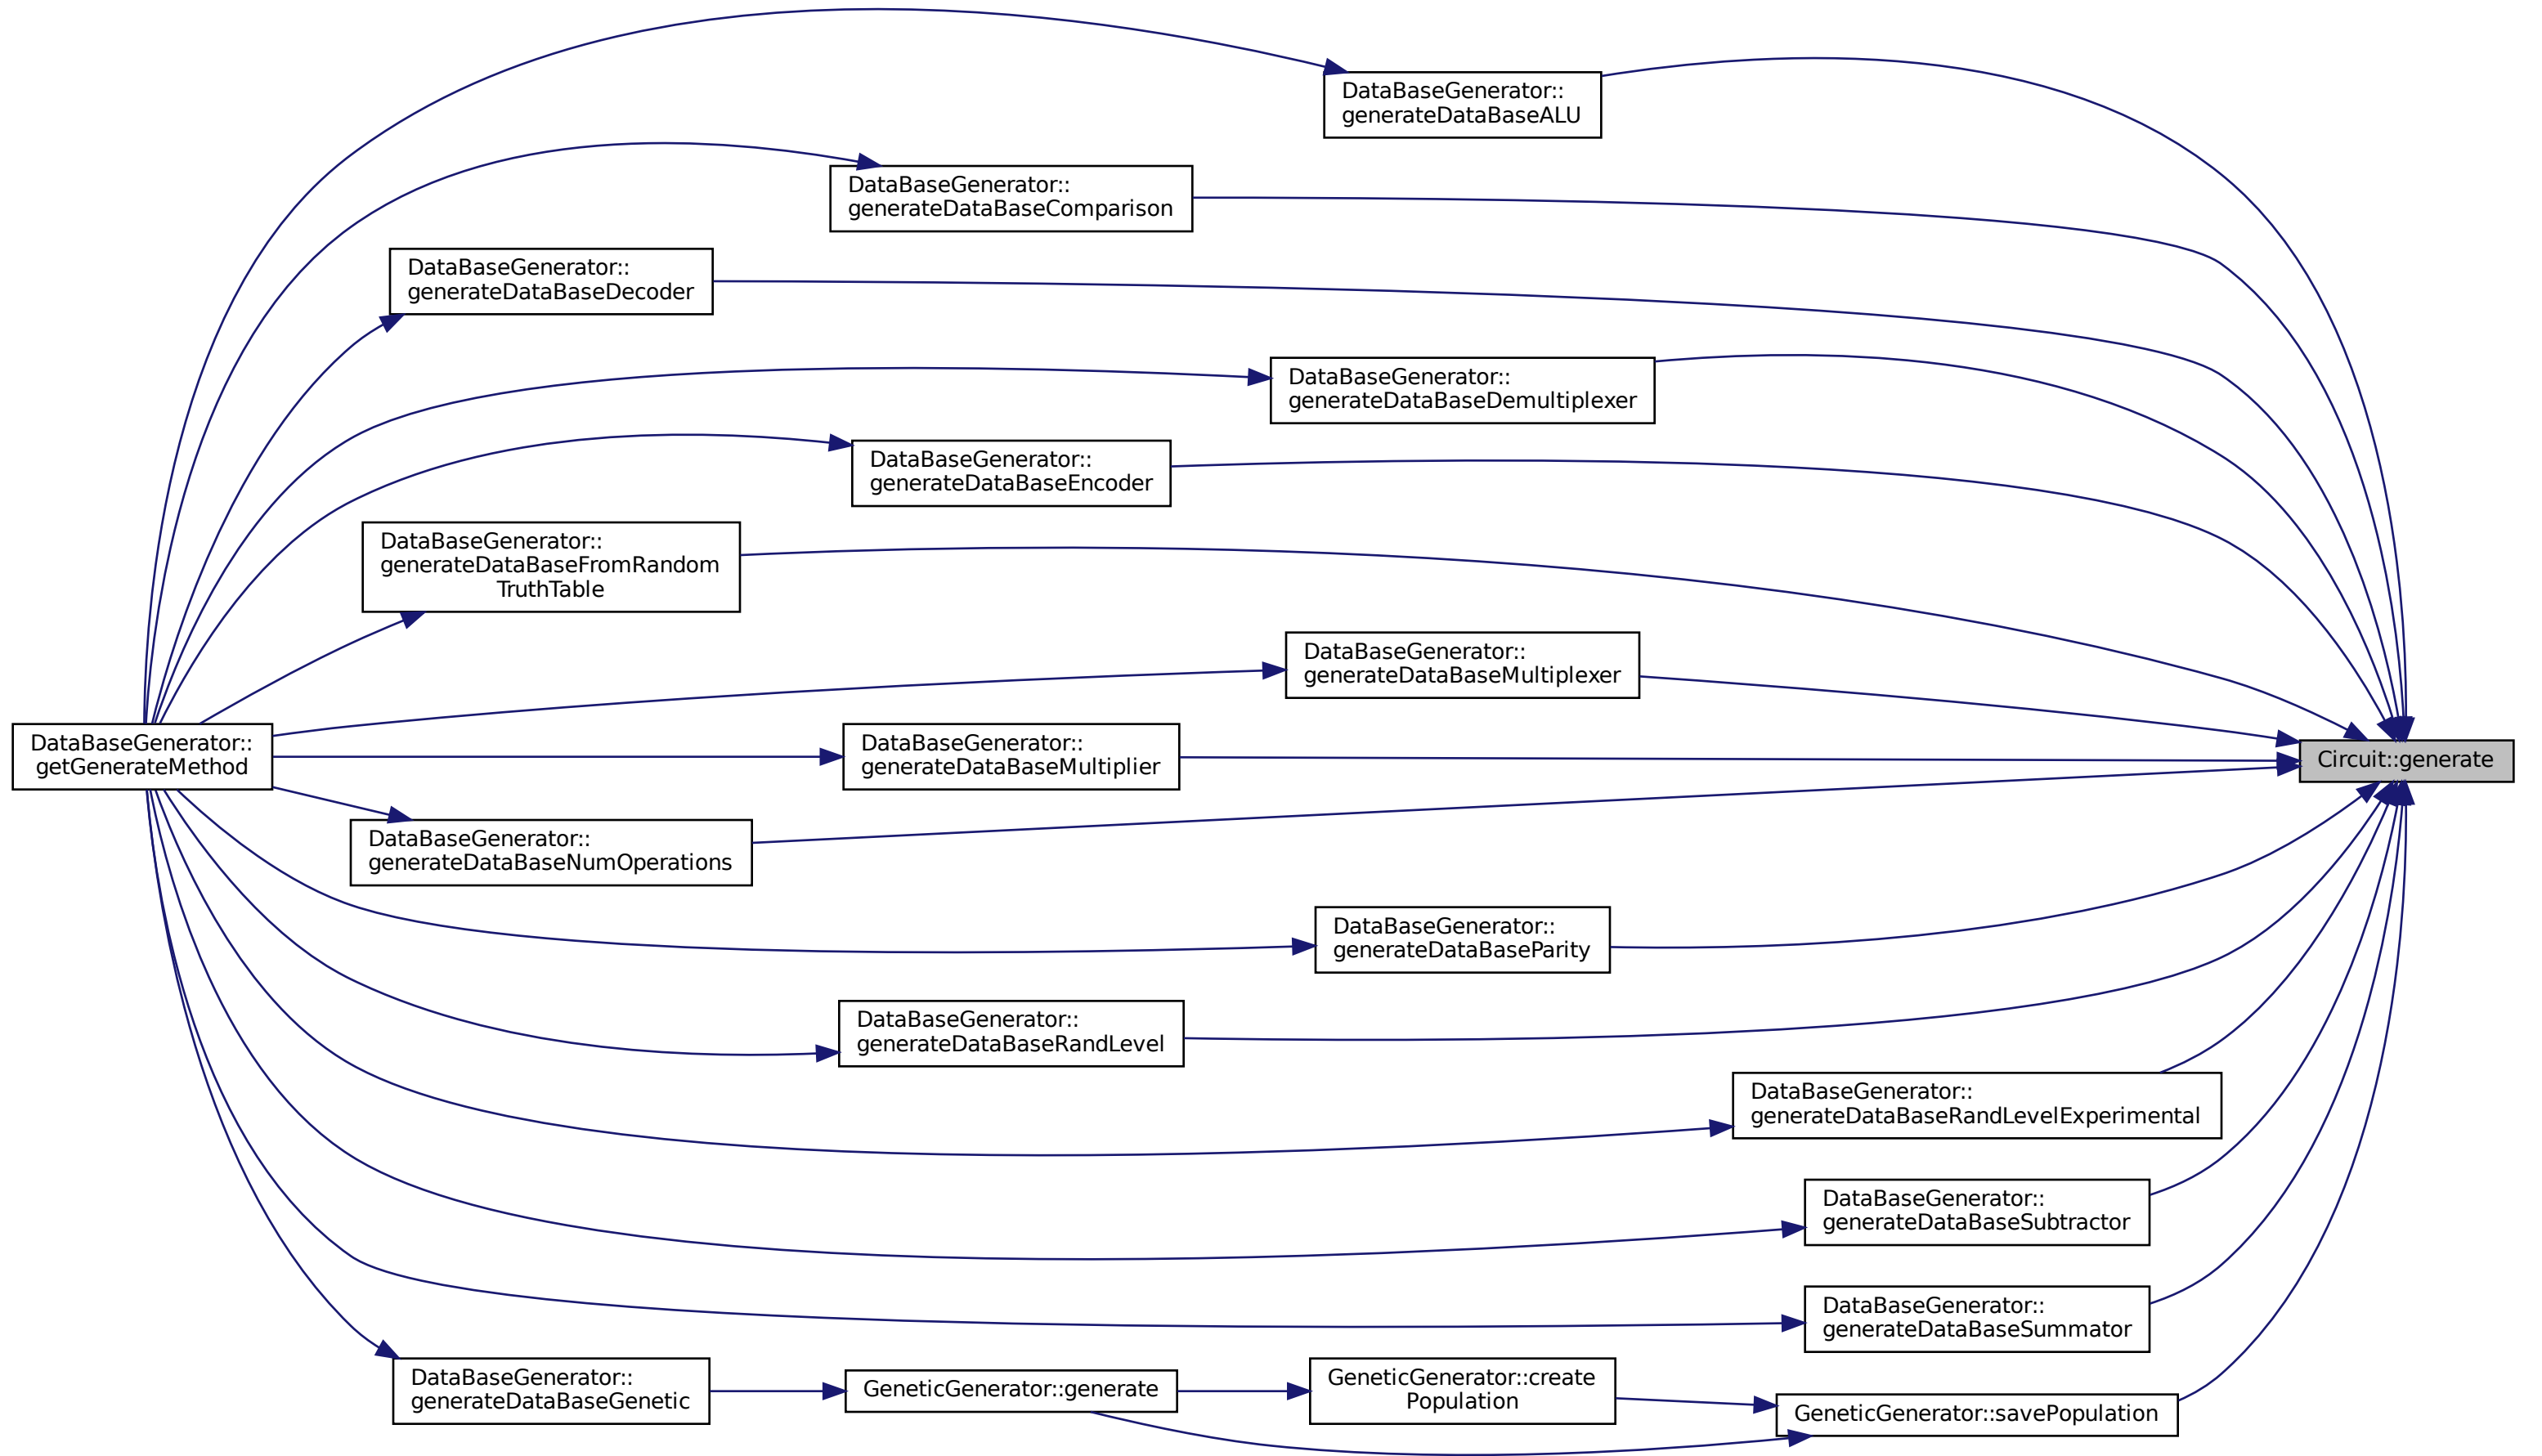 DataBaseGenerator::
generateDataBaseALU
DataBaseGenerator::
generateDataBaseComparison
DataBaseGenerator::
generateDataBaseDecoder
DataBaseGenerator::
generateDataBaseDemultiplexer
DataBaseGenerator::
generateDataBaseEncoder
DataBaseGenerator::
generateDataBaseFromRandom
TruthTable
DataBaseGenerator::
generateDataBaseMultiplexer
DataBaseGenerator::
getGenerateMethod
DataBaseGenerator::
generateDataBaseMultiplier
Circuit::generate
DataBaseGenerator::
generateDataBaseNumOperations
DataBaseGenerator::
generateDataBaseParity
DataBaseGenerator::
generateDataBaseRandLevel
DataBaseGenerator::
generateDataBaseRandLevelExperimental
DataBaseGenerator::
generateDataBaseSubtractor
DataBaseGenerator::
generateDataBaseSummator
DataBaseGenerator::
generateDataBaseGenetic
GeneticGenerator::generate
GeneticGenerator::create
Population
GeneticGenerator::savePopulation